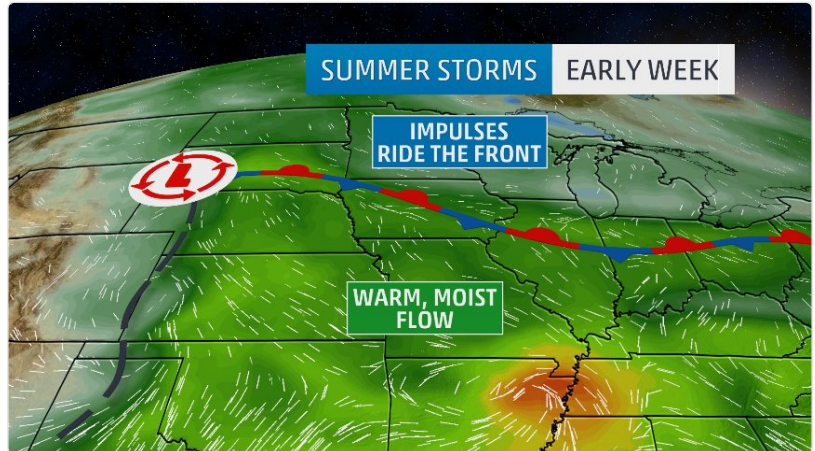 SUMMER STORMS EARLY WEEK
IMPULSES
RIDE THE FRONT
L
WARM, MOIST
FLOW